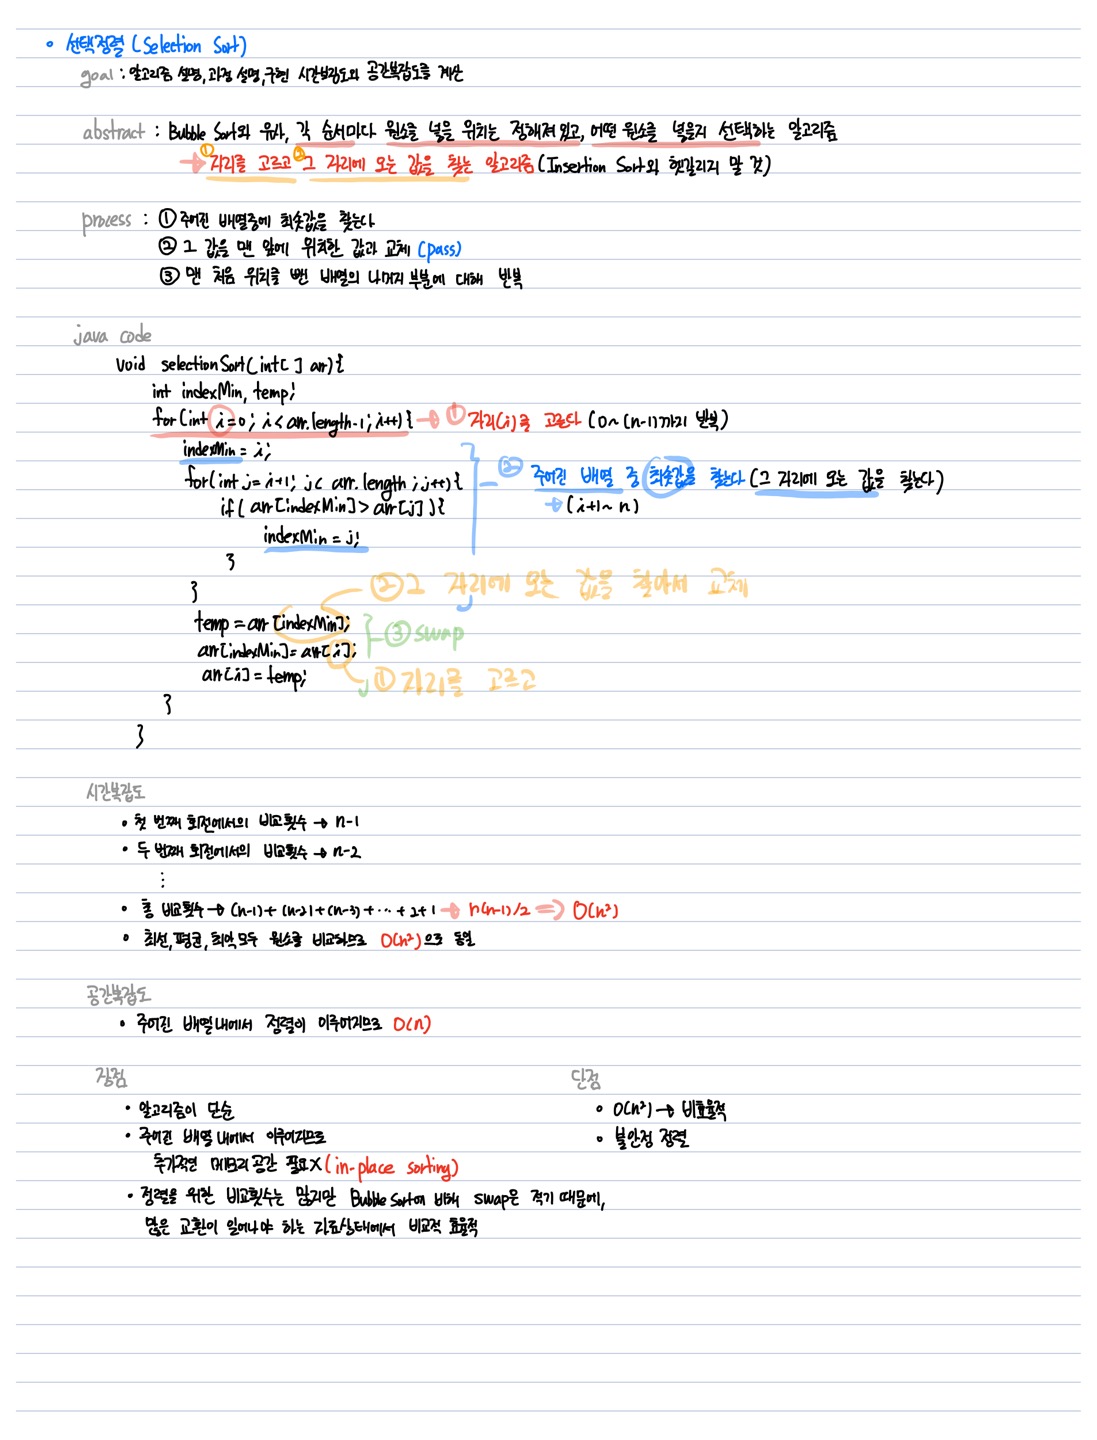 • 선택정렬 (Selection Sort)
goal : 알고리즘 설명, 과정 설명, 구현 시간복잡도와 공간복잡도를 계산
abstract : Bubble Sort와 유사, 각 순서마다 원소를 넣을 위치는 정해져 있고, 어떤 원소를 넣을지 선택하는 알고리즘
→ ① 자리를 고르고 ② 그 자리에 오는 값을 찾는 알고리즘 (Insertion Sort와 헷갈리지 말 것)
process : ① 주어진 배열중에 최솟값을 찾는다
② 그 값을 맨 앞에 위치한 값과 교체 (pass)
③ 맨 처음 위치를 뺀 배열의 나머지 부분에 대해 반복
java code
void selectionSort(int[] arr){
int indexMin, temp;
for(int i=0; i<arr.length-1; i++){ → ① 자리(i)를 고른다 (0~(n-1)까지 반복)
indexMin = i;
for(int j=i+1; j<arr.length; j++){ ② 주어진 배열 중 최솟값을 찾는다 (그 자리에 오는 값을 찾는다)
if(arr[indexMin]>arr[j]){ → (i+1~n)
indexMin = j;
}
} ② 그 자리에 오는 값을 찾아서 교체
temp = arr[indexMin];
arr[indexMin] = arr[i]; ③ swap
arr[i] = temp; ① 자리를 고르고
}
}
시간복잡도
• 첫 번째 회전에서의 비교횟수 → n-1
• 두 번째 회전에서의 비교횟수 → n-2
⋮
• 총 비교횟수 → (n-1) + (n-2) + (n-3) + ⋯ + 2+1 → n(n-1)/2 ⇒ O(n²)
• 최선, 평균, 최악 모두 원소를 비교하므로 O(n²)으로 동일
공간복잡도
• 주어진 배열 내에서 정렬이 이루어지므로 O(n)
장점
• 알고리즘이 단순
• 주어진 배열 내에서 이루어지므로
추가적인 메모리 공간 필요X (in-place sorting)
• 정렬을 위한 비교횟수는 많지만 Bubble Sort에 비해 swap은 적기 때문에,
많은 교환이 일어나야 하는 자료상태에서 비교적 효율적
단점
• O(n²) → 비효율적
• 불안정 정렬